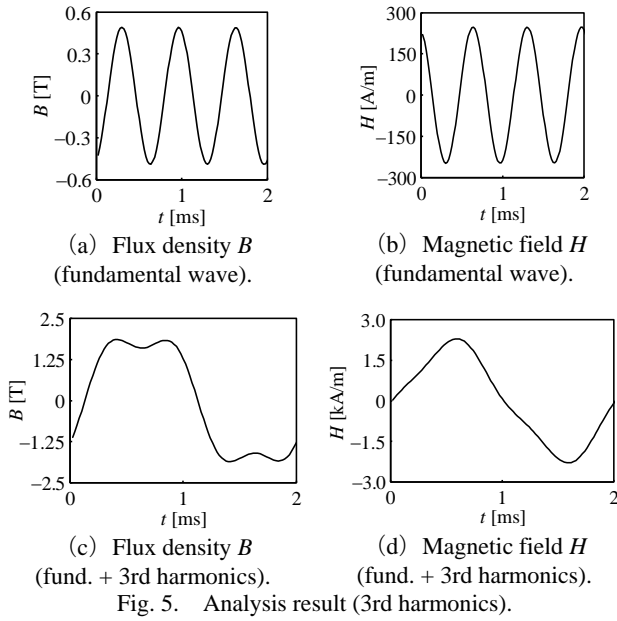 0.6
0.3
0
−0.3
−0.6
B [T]
0 1 2
t [ms]
(a) Flux density B
(fundamental wave).
300
150
0
−150
−300
H [A/m]
0 1 2
t [ms]
(b) Magnetic field H
(fundamental wave).
2.5
1.25
0
−1.25
−2.5
B [T]
0 1 2
t [ms]
(c) Flux density B
(fund. + 3rd harmonics).
3.0
1.5
0
−1.5
−3.0
H [kA/m]
0 1 2
t [ms]
(d) Magnetic field H
(fund. + 3rd harmonics).
Fig. 5. Analysis result (3rd harmonics).